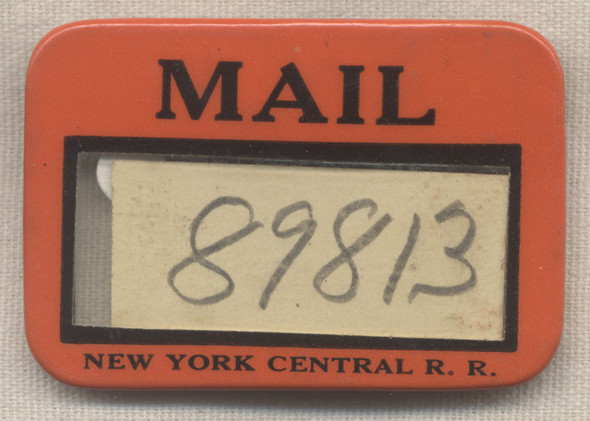 MAIL
89813
NEW YORK CENTRAL R. R.